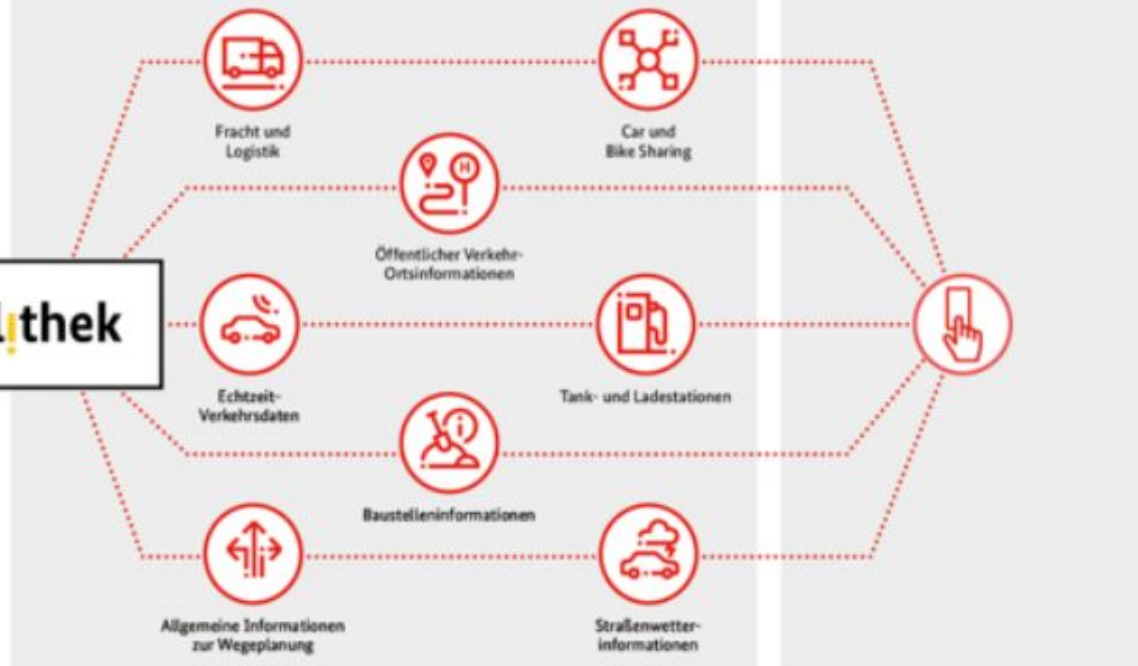 Fracht und
Logistik
Car und
Bike Sharing
Öffentlicher Verkehr-
Ortsinformationen
H
thek
Echtzeit-
Verkehrsdaten
Tank- und Ladestationen
i
Baustelleninformationen
Allgemeine Informationen
zur Wegeplanung
Straßenwetter-
informationen